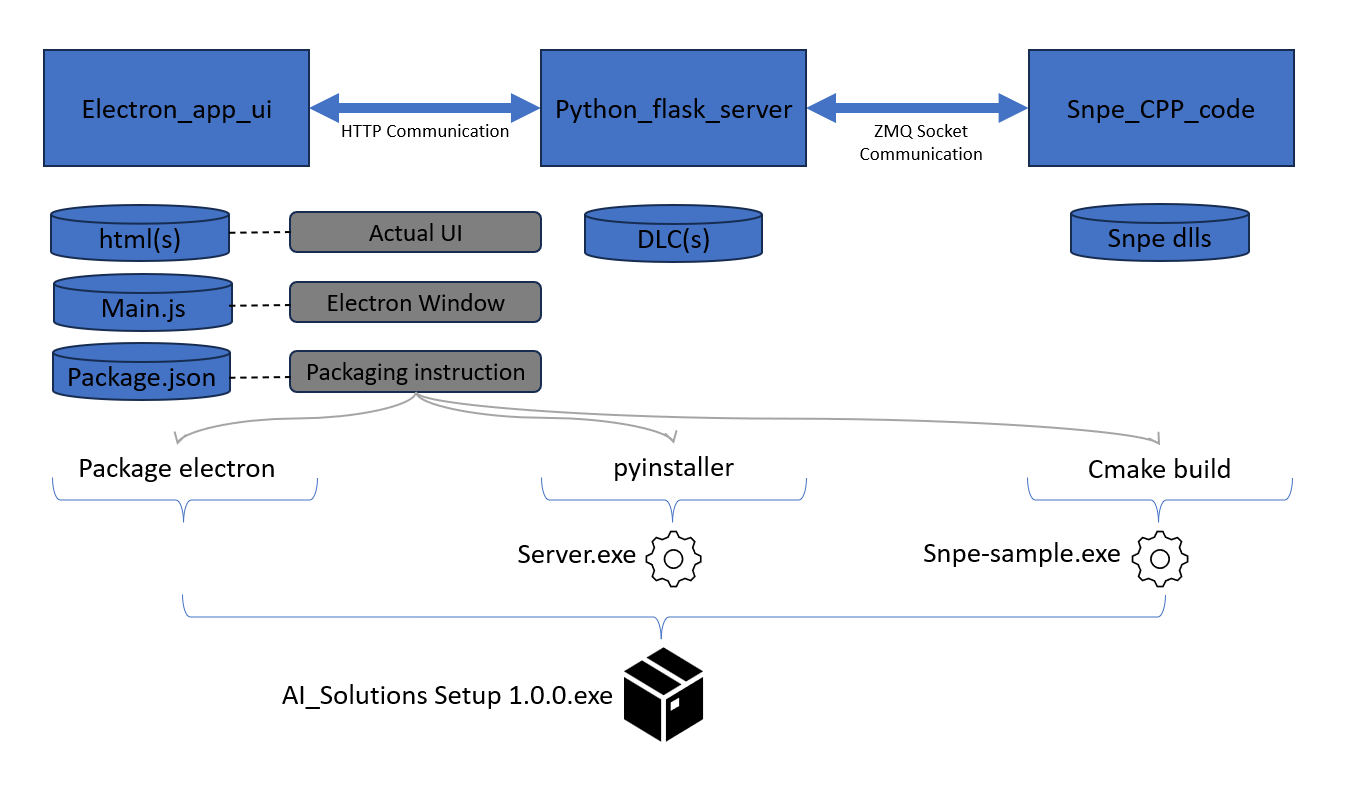 Electron_app_ui
HTTP Communication
Python_flask_server
ZMQ Socket
Communication
Snpe_CPP_code
html(s)
Actual UI
DLC(s)
Snpe dlls
Main.js
Electron Window
Package.json
Packaging instruction
Package electron
pyinstaller
Cmake build
Server.exe
Snpe-sample.exe
AI_Solutions Setup 1.0.0.exe